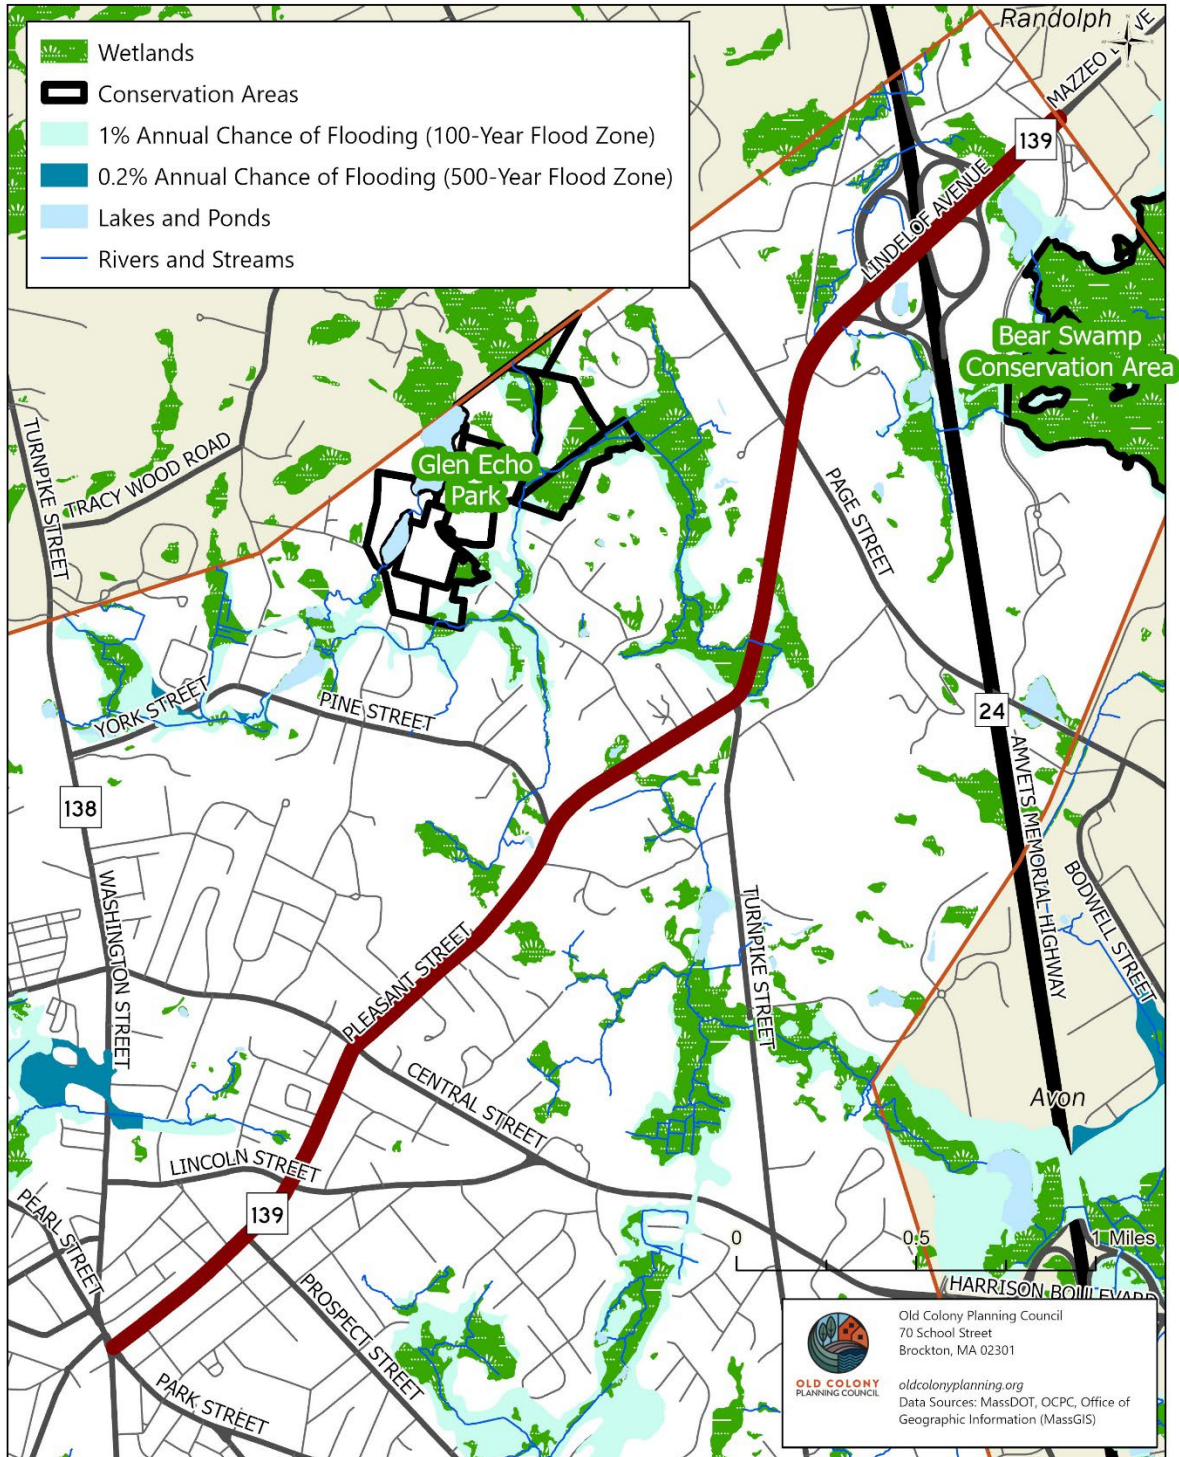 Randolph
MAZZEO DRIVE
Wetlands
Conservation Areas
1% Annual Chance of Flooding (100-Year Flood Zone)
0.2% Annual Chance of Flooding (500-Year Flood Zone)
Lakes and Ponds
Rivers and Streams
139
LINDELOF AVENUE
Bear Swamp
Conservation Area
TURNPIKE STREET
TRACY WOOD ROAD
Glen Echo
Park
PAGE STREET
YORK STREET
PINE STREET
24
AMVETS MEMORIAL HIGHWAY
138
WASHINGTON STREET
BODWELL STREET
PLEASANT STREET
TURNPIKE STREET
CENTRAL STREET
Avon
LINCOLN STREET
PEARL STREET
139
PROSPECT STREET
PARK STREET
0 0.5 1 Miles
HARRISON BOULEVARD
OLD COLONY
PLANNING COUNCIL
Old Colony Planning Council
70 School Street
Brockton, MA 02301
oldcolonyplanning.org
Data Sources: MassDOT, OCPC, Office of
Geographic Information (MassGIS)